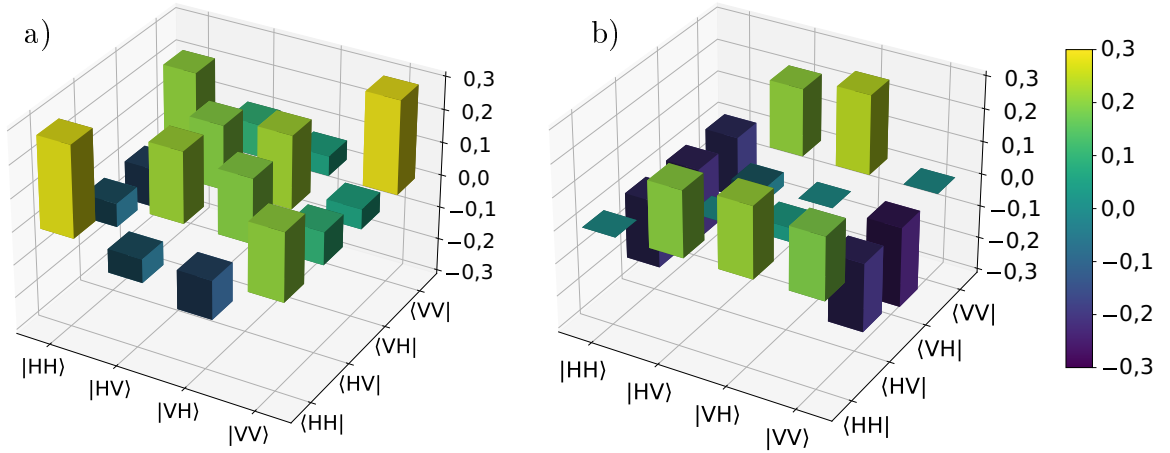 a)
0,3
0,2
0,1
0,0
−0,1
−0,2
−0,3
|HH⟩
|HV⟩
|VH⟩
|VV⟩
⟨HH|
⟨HV|
⟨VH|
⟨VV|
b)
0,3
0,2
0,1
0,0
−0,1
−0,2
−0,3
|HH⟩
|HV⟩
|VH⟩
|VV⟩
⟨HH|
⟨HV|
⟨VH|
⟨VV|
0,3
0,2
0,1
0,0
−0,1
−0,2
−0,3